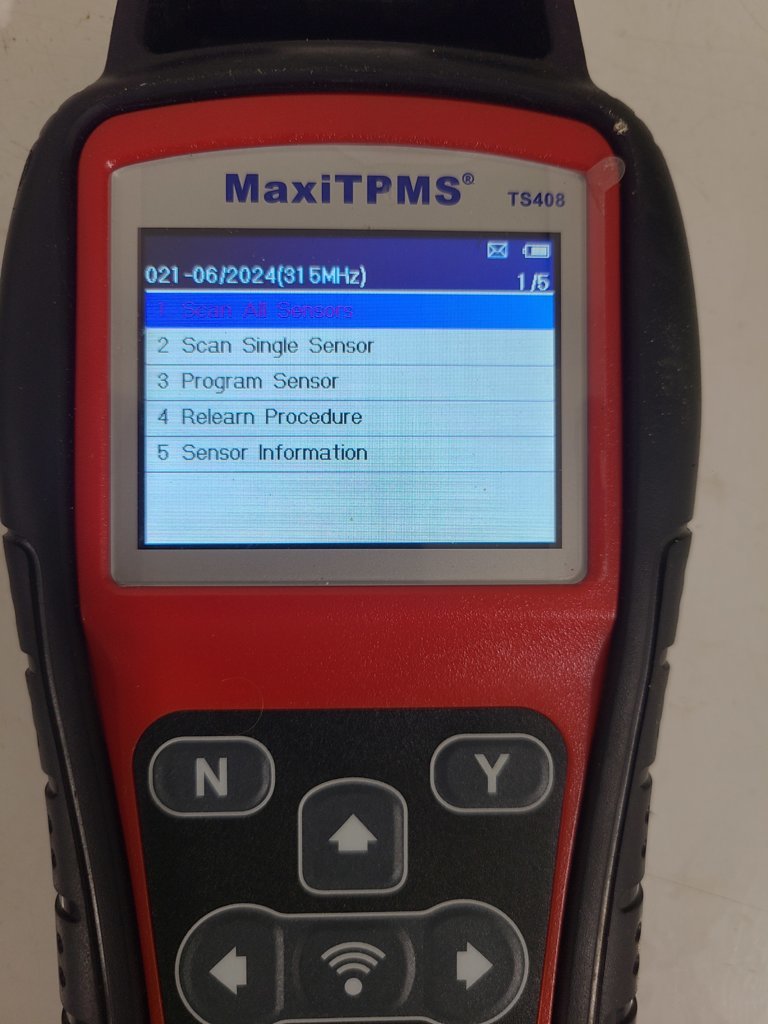 MaxiTPMS®
TS408
021-06/2024(315MHz)
1/5
1 Scan All Sensors
2 Scan Single Sensor
3 Program Sensor
4 Relearn Procedure
5 Sensor Information
N
Y